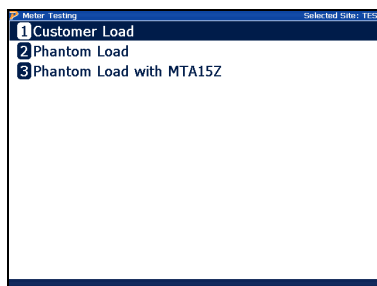 Meter Testing Selected Site: TES
1 Customer Load
2 Phantom Load
3 Phantom Load with MTA15Z